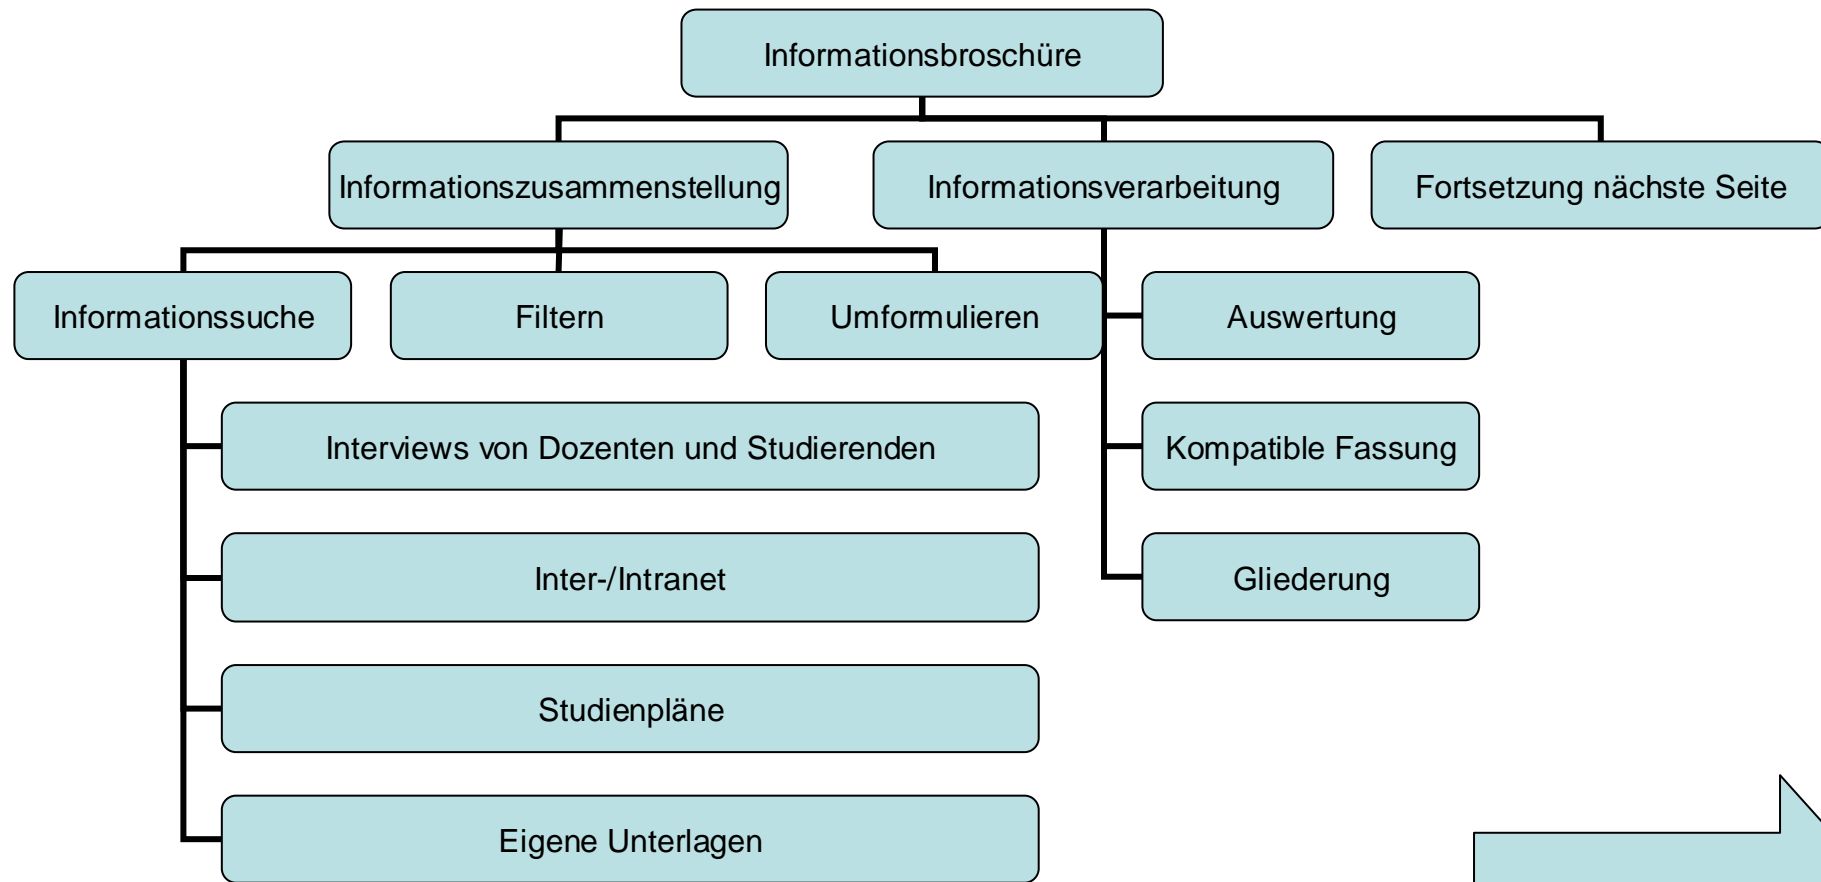 Informationsbroschüre
Informationszusammenstellung
Informationsverarbeitung
Fortsetzung nächste Seite
Informationssuche
Filtern
Umformulieren
Auswertung
Interviews von Dozenten und Studierenden
Kompatible Fassung
Inter-/Intranet
Gliederung
Studienpläne
Eigene Unterlagen